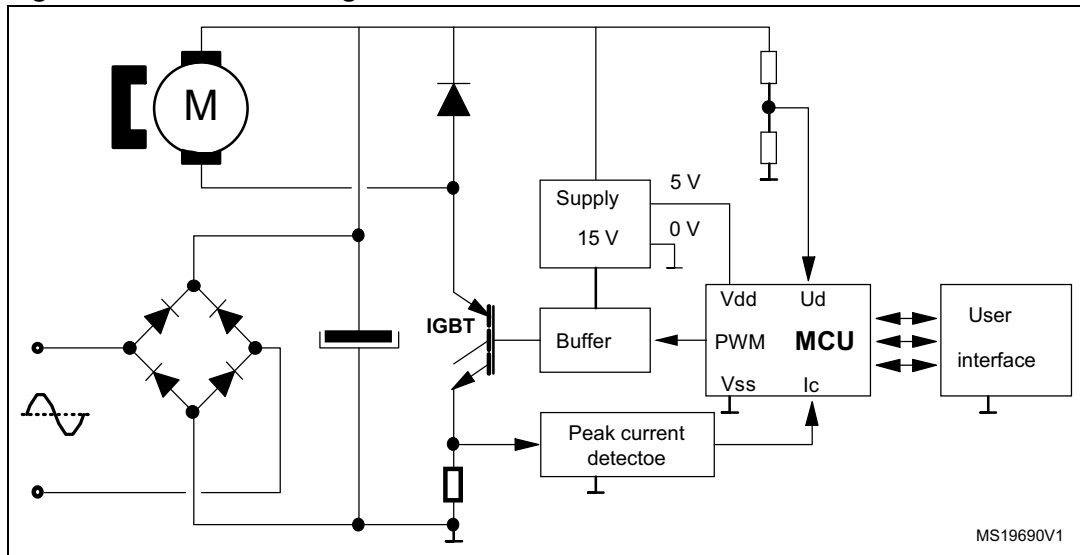 M
5 V
Supply
0 V
15 V
Vdd
Ud
IGBT
Buffer
PWM
MCU
User
interface
Vss
Ic
Peak current
detectoe
MS19690V1